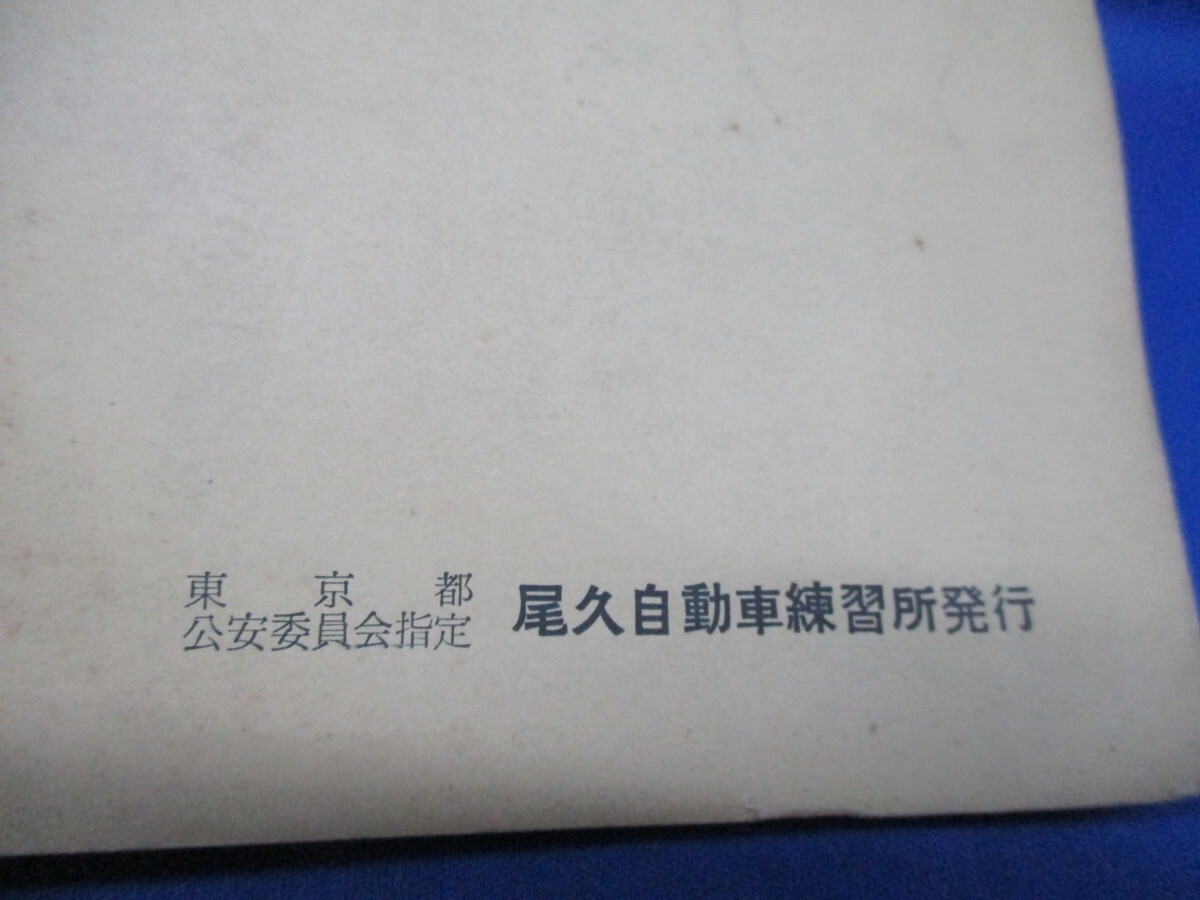 東京都
公安委員会指定
尾久自動車練習所発行